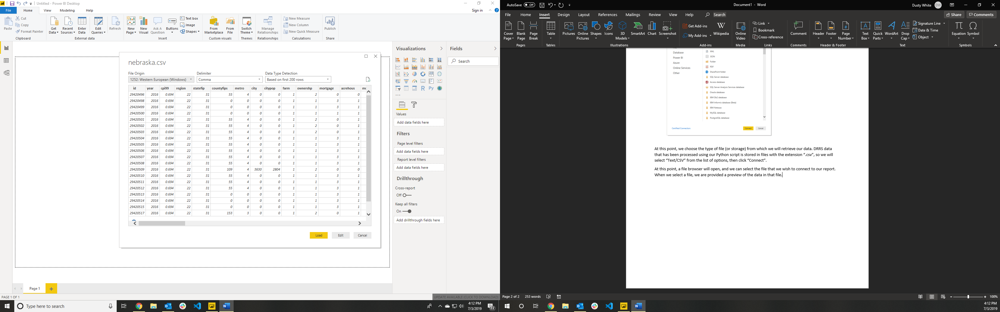 Untitled - Power BI Desktop
File Home View Modeling Help Sign in
Paste Cut Copy Format Painter Clipboard
Get Data Recent Sources Enter Data Edit Queries External data
Refresh
New Page New Visual Ask A Question Buttons Text box Image Shapes Insert
From Marketplace From File Custom visuals
Switch Theme Themes
Manage Relationships Relationships
New Measure New Column New Quick Measure Calculations
Publish Share
nebraska.csv
File Origin Delimiter Data Type Detection
1252: Western European (Windows) Comma Based on first 200 rows
id year cpi99 region statefip countyfips metro city citypop farm ownershp mortgage acrehous mc
29420496 2016 0.694 22 31 55 4 0 0 1 2 0 0
29420498 2016 0.694 22 31 0 0 0 0 1 1 3 1
29420499 2016 0.694 22 31 0 0 0 0 1 1 3 1
29420500 2016 0.694 22 31 0 0 0 0 1 1 1 1
29420501 2016 0.694 22 31 55 4 0 0 1 2 0 1
29420502 2016 0.694 22 31 55 4 0 0 1 2 0 1
29420503 2016 0.694 22 31 55 4 0 0 1 2 0 1
29420504 2016 0.694 22 31 55 4 0 0 1 1 3 1
29420505 2016 0.694 22 31 55 4 0 0 1 1 3 1
29420506 2016 0.694 22 31 55 4 0 0 1 1 3 1
29420507 2016 0.694 22 31 55 4 0 0 1 1 3 1
29420508 2016 0.694 22 31 55 4 0 0 1 1 3 1
29420509 2016 0.694 22 31 109 4 3630 2804 1 2 0 0
29420510 2016 0.694 22 31 55 4 0 0 1 1 3 1
29420511 2016 0.694 22 31 55 4 0 0 1 1 3 1
29420512 2016 0.694 22 31 55 4 0 0 1 1 3 1
29420513 2016 0.694 22 31 0 0 0 0 1 1 3 1
29420514 2016 0.694 22 31 0 0 0 0 1 1 3 1
29420515 2016 0.694 22 31 0 0 0 0 1 1 3 1
29420517 2016 0.694 22 31 153 3 0 0 1 2 0 1
Load Edit Cancel
Visualizations
R Py
Values
Add data fields here
Filters
Page level filters
Add data fields here
Report level filters
Add data fields here
Drillthrough
Cross-report
Off
Keep all filters
On
Add drillthrough fields here
Fields
Search
Page 1
PAGE 1 OF 1
UPDATE AVAILABLE (CLICK TO DOWNLOAD)
Type here to search
4:12 PM
7/3/2019
22
AutoSave Off Document1 - Word Dusty White DW
File Home Insert Design Layout References Mailings Review View Help Search Share Comments
Cover Page Blank Page Page Break Pages
Table Tables
Pictures Online Pictures Shapes Icons 3D Models SmartArt Chart Screenshot Illustrations
Get Add-ins My Add-ins Wikipedia Add-ins
Online Video Media
Link Bookmark Cross-reference Links
Comment Comments
Header Footer Page Number Header & Footer
Text Box Quick Parts WordArt Drop Cap Signature Line Date & Time Object Text
Equation Symbol Symbols
Database
Power BI
Azure
Online Services
Other
XML
JSON
Folder
PDF
SharePoint folder
SQL Server database
Access database
SQL Server Analysis Services database
Oracle database
IBM Db2 database
IBM Informix database (Beta)
IBM Netezza
MySQL database
PostgreSQL database
Certified Connectors Connect Cancel
At this point, we choose the type of file (or storage) from which we will retrieve our data. DRRS data
that has been processed using our Python script is stored in files with the extension “.csv”, so we will
select “Text/CSV” from the list of options, then click “Connect”.
At this point, a file browser will open, and we can select the file that we wish to connect to our report.
When we select a file, we are provided a preview of the data in that file.
Page 2 of 2 253 words 100%
4:12 PM
7/3/2019